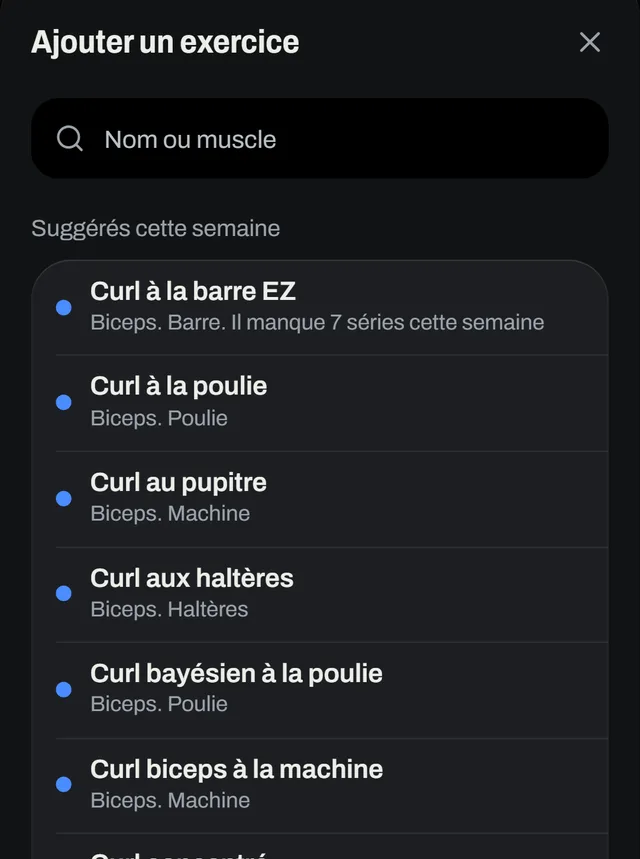 Ajouter un exercice
Nom ou muscle
Suggérés cette semaine
Curl à la barre EZ
Biceps. Barre. Il manque 7 séries cette semaine
Curl à la poulie
Biceps. Poulie
Curl au pupitre
Biceps. Machine
Curl aux haltères
Biceps. Haltères
Curl bayésien à la poulie
Biceps. Poulie
Curl biceps à la machine
Biceps. Machine
Curl concentré